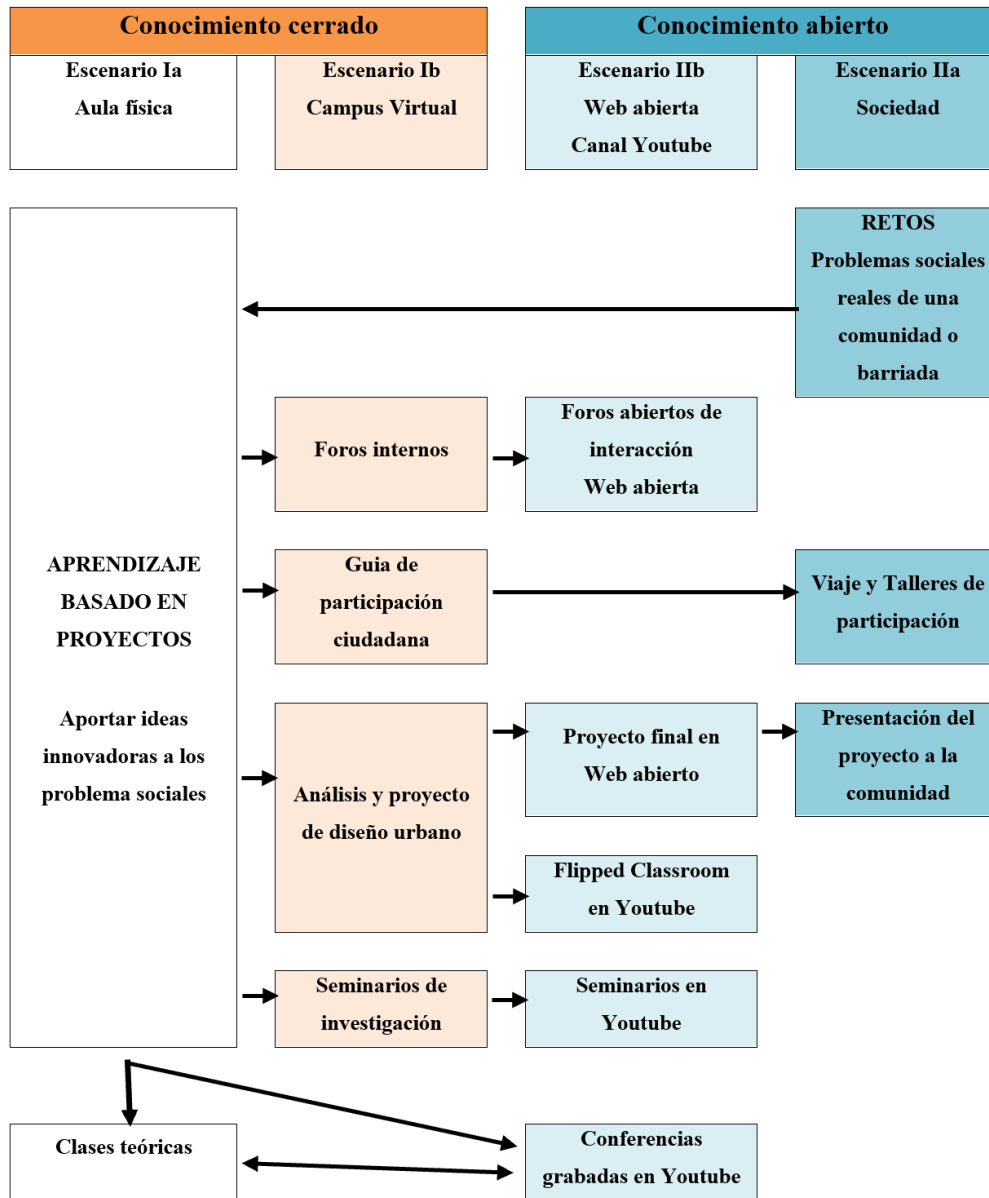 Conocimiento cerrado
Conocimiento abierto
Escenario Ia
Aula física
Escenario Ib
Campus Virtual
Escenario IIb
Web abierta
Canal Youtube
Escenario IIa
Sociedad
RETOS
Problemas sociales
reales de una
comunidad o
barriada
Foros internos
Foros abiertos de
interacción
Web abierta
APRENDIZAJE
BASADO EN
PROYECTOS
Aportar ideas
innovadoras a los
problema sociales
Guia de
participación
ciudadana
Viaje y Talleres de
participación
Análisis y proyecto
de diseño urbano
Proyecto final en
Web abierto
Presentación del
proyecto a la
comunidad
Flipped Classroom
en Youtube
Seminarios de
investigación
Seminarios en
Youtube
Clases teóricas
Conferencias
grabadas en Youtube